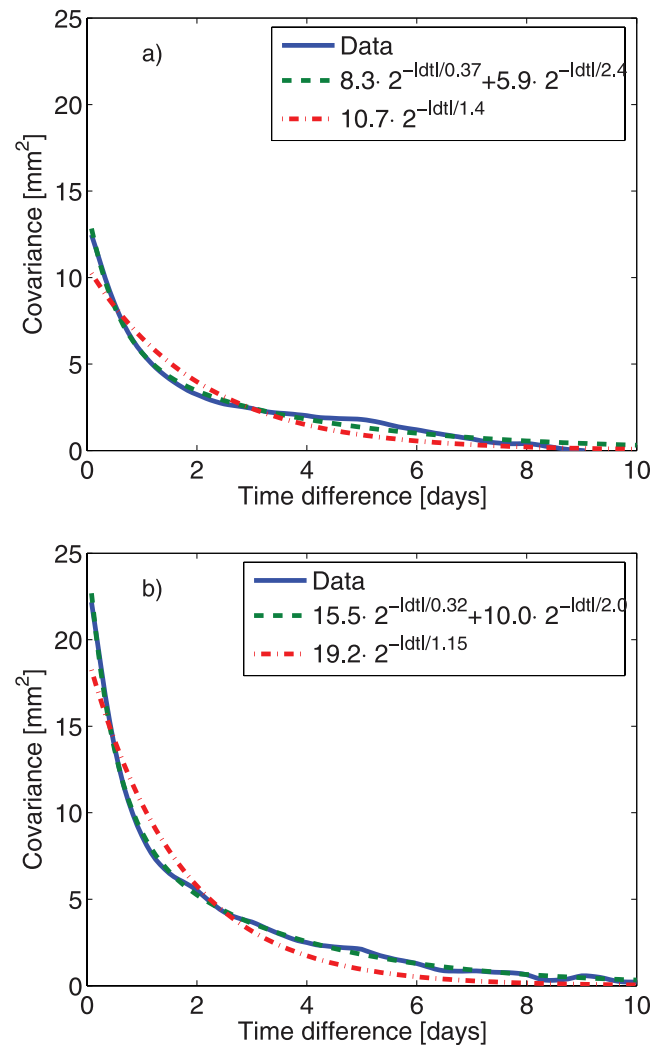 25
20
15
10
5
0
Covariance [mm²]
a)
Data
8.3· 2^-|dt|/0.37 +5.9· 2^-|dt|/2.4
10.7· 2^-|dt|/1.4
0 2 4 6 8 10
Time difference [days]
25
20
15
10
5
0
Covariance [mm²]
b)
Data
15.5· 2^-|dt|/0.32 +10.0· 2^-|dt|/2.0
19.2· 2^-|dt|/1.15
0 2 4 6 8 10
Time difference [days]